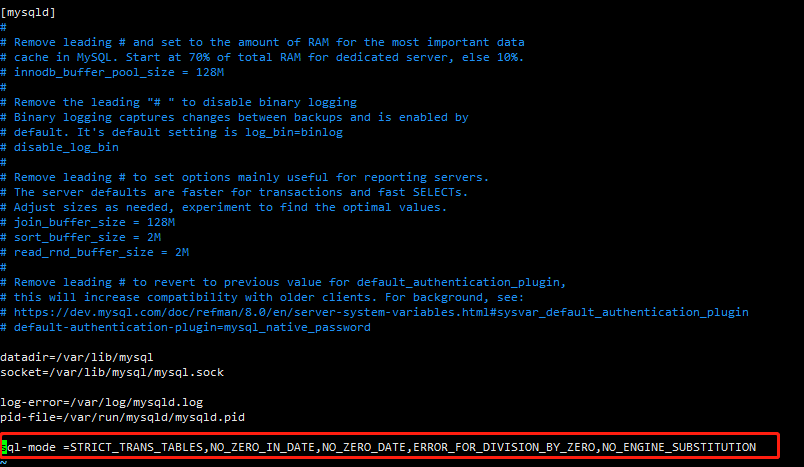 [mysqld]
#
# Remove leading # and set to the amount of RAM for the most important data
# cache in MySQL. Start at 70% of total RAM for dedicated server, else 10%.
# innodb_buffer_pool_size = 128M
#
# Remove the leading "# " to disable binary logging
# Binary logging captures changes between backups and is enabled by
# default. It's default setting is log_bin=binlog
# disable_log_bin
#
# Remove leading # to set options mainly useful for reporting servers.
# The server defaults are faster for transactions and fast SELECTs.
# Adjust sizes as needed, experiment to find the optimal values.
# join_buffer_size = 128M
# sort_buffer_size = 2M
# read_rnd_buffer_size = 2M
#
# Remove leading # to revert to previous value for default_authentication_plugin,
# this will increase compatibility with older clients. For background, see:
# https://dev.mysql.com/doc/refman/8.0/en/server-system-variables.html#sysvar_default_authentication_plugin
# default-authentication-plugin=mysql_native_password
datadir=/var/lib/mysql
socket=/var/lib/mysql/mysql.sock
log-error=/var/log/mysqld.log
pid-file=/var/run/mysqld/mysqld.pid
sql-mode =STRICT_TRANS_TABLES,NO_ZERO_IN_DATE,NO_ZERO_DATE,ERROR_FOR_DIVISION_BY_ZERO,NO_ENGINE_SUBSTITUTION
~